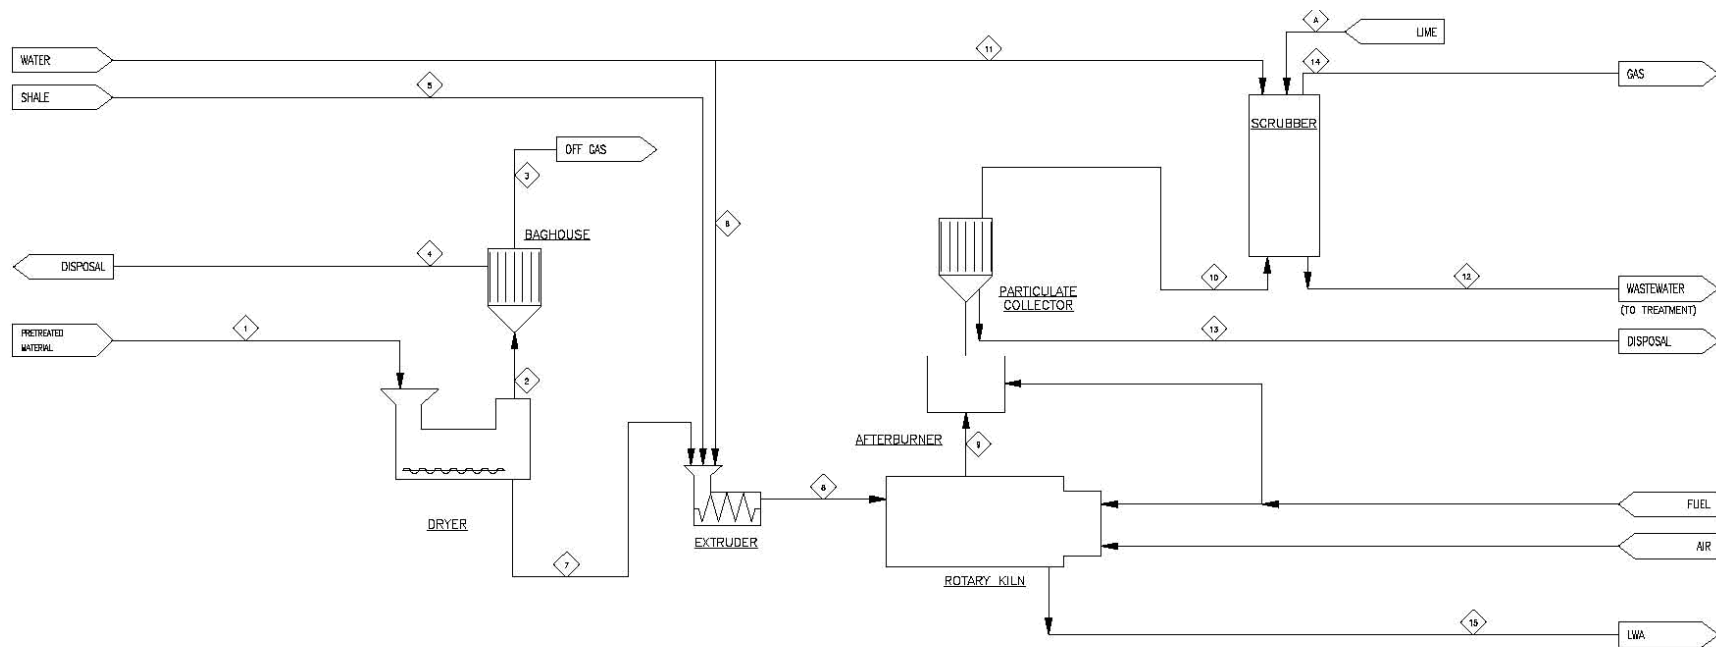 A
LIME
WATER
11
14
GAS
SHALE
5
SCRUBBER
OFF GAS
3
6
BAGHOUSE
4
DISPOSAL
10
12
WASTEWATER
(TO TREATMENT)
PARTICULATE
COLLECTOR
PRETREATED
MATERIAL
1
13
DISPOSAL
2
AFTERBURNER
9
8
FUEL
DRYER
EXTRUDER
AIR
7
ROTARY KILN
15
LWA